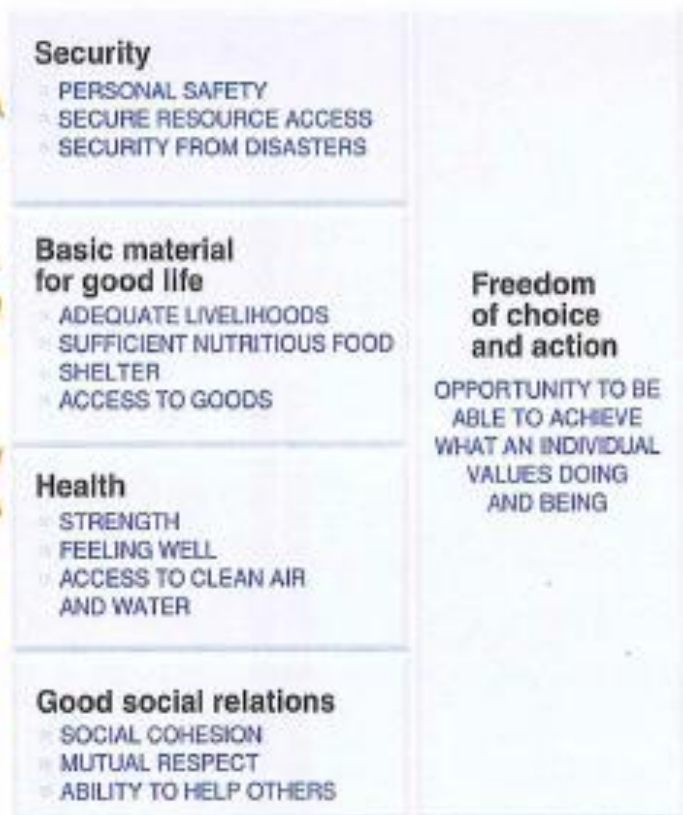 Security
PERSONAL SAFETY
SECURE RESOURCE ACCESS
SECURITY FROM DISASTERS
Basic material
for good life
ADEQUATE LIVELIHOODS
SUFFICIENT NUTRITIOUS FOOD
SHELTER
ACCESS TO GOODS
Health
STRENGTH
FEELING WELL
ACCESS TO CLEAN AIR
AND WATER
Good social relations
SOCIAL COHESION
MUTUAL RESPECT
ABILITY TO HELP OTHERS
Freedom
of choice
and action
OPPORTUNITY TO BE
ABLE TO ACHIEVE
WHAT AN INDIVIDUAL
VALUES DOING
AND BEING